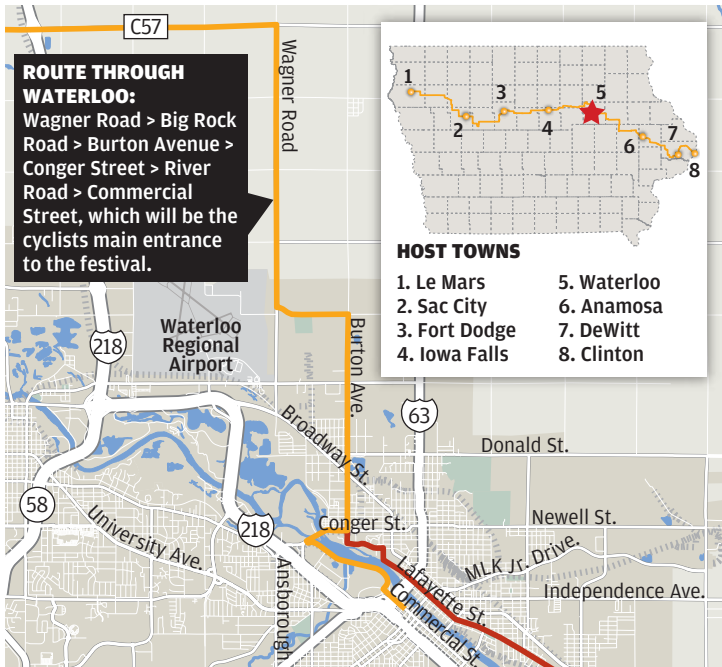 C57
Wagner Road
ROUTE THROUGH
WATERLOO:
Wagner Road > Big Rock
Road > Burton Avenue >
Conger Street > River
Road > Commercial
Street, which will be the
cyclists main entrance
to the festival.
1
2
3
4
5
6
7
8
HOST TOWNS
1. Le Mars
2. Sac City
3. Fort Dodge
4. Iowa Falls
5. Waterloo
6. Anamosa
7. DeWitt
8. Clinton
Waterloo
Regional
Airport
218
Burton Ave.
63
Broadway St.
Donald St.
58
University Ave.
218
Conger St.
Newell St.
MLK Jr. Drive.
Ansborough
Lafayette St.
Independence Ave.
Commercial St.